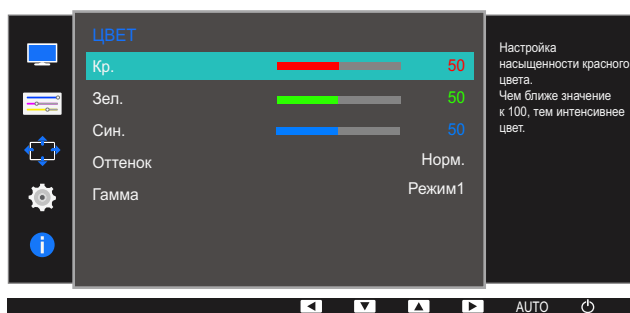 ЦВЕТ
Кр. 50
Зел. 50
Син. 50
Оттенок Норм.
Гамма Режим1
Настройка
насыщенности красного
цвета.
Чем ближе значение
к 100, тем интенсивнее
цвет.
AUTO